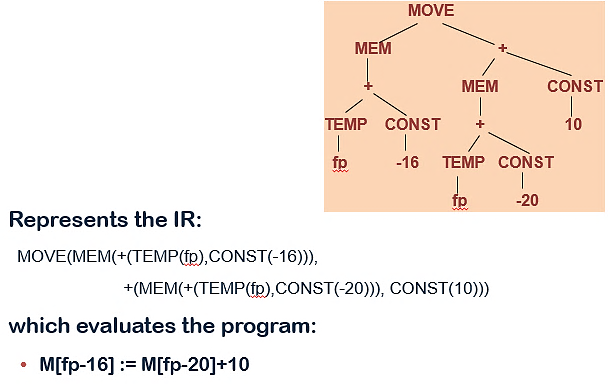 MOVE
MEM +
+ MEM CONST
TEMP CONST + 10
fp -16 TEMP CONST
fp -20
Represents the IR:
MOVE(MEM(+(TEMP(fp),CONST(-16))),
+(MEM(+(TEMP(fp),CONST(-20))), CONST(10)))
which evaluates the program:
• M[fp-16] := M[fp-20]+10